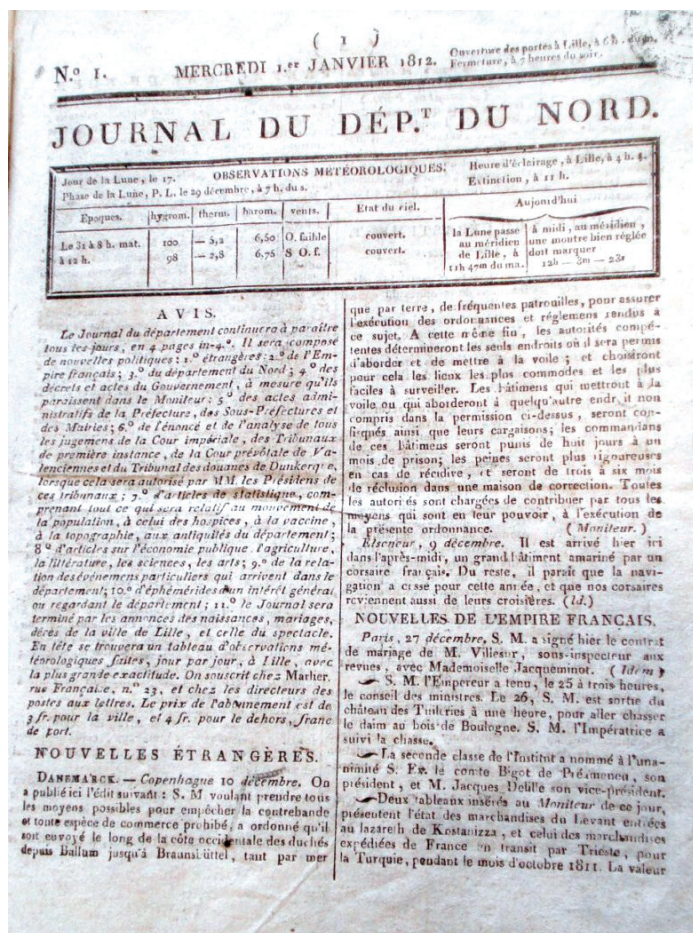 ( 1 )
N.o 1. MERCREDI 1.er JANVIER 1812.
Ouverture des portes à Lille, à 6 h. du
Fermeture, à 7 heures du soir.
JOURNAL DU DÉP.T DU NORD.
Jour de la Lune, le 17.
Phase de la Lune, P. L. le 29 décembre, à 7 h. du s.
OBSERVATIONS METÉOROLOGIQUES.
Heure d'éclairage, à Lille, à 4 h.
Extinction, à 11 h.
Epoques. hygrom. therm. barom. vents. Etat du ciel. Aujourd'hui
Le 31 à 8 h. mat. 100 — 5,2 6,50 O. faible couvert.
à 12 h. 98 — 2,8 6,76 S O. f. couvert.
la Lune passe
au méridien
de Lille, à
11h 47m du ma.
à midi, au méridien,
une montre bien réglée
doit marquer
12h — 3m — 23s
AVIS.
Le Journal du département continuera à paraître
tous les jours, en 4 pages in-4.o Il sera composé
de nouvelles politiques : 1.o étrangères ; 2.o de l'Em-
pire français ; 3.o du département du Nord ; 4.o des
décrets et actes du Gouvernement, à mesure qu'ils
paraissent dans le Moniteur ; 5.o des actes admi-
nistratifs de la Préfecture, des Sous-Préfectures et
des Mairies ; 6.o de l'énoncé et de l'analyse de tous
les jugemens de la Cour impériale, des Tribunaux
de première instance, de la Cour prévôtale de Va-
lenciennes et du Tribunal des douanes de Dunkerque,
lorsque cela sera autorisé par MM. les Présidens de
ces tribunaux ; 7.o d'articles de statistique, com-
prenant tout ce qui sera relatif au mouvement de
la population, à celui des hospices, à la vaccine,
à la topographie, aux antiquités du département ;
8o d'articles sur l'économie publique, l'agriculture,
la littérature, les sciences, les arts ; 9.o de la rela-
tion des événemens particuliers qui arrivent dans le
département ; 10.o d'éphémérides d'un intérêt général
ou regardant le département ; 11.o le Journal sera
terminé par les annonces des naissances, mariages,
décès de la ville de Lille, et celle du spectacle.
En tête se trouvera un tableau d'observations mé-
téorologiques faites, jour par jour, à Lille, avec
la plus grande exactitude. On souscrit chez Marlier,
rue Française, n.o 23, et chez les directeurs des
postes aux lettres. Le prix de l'abonnement est de
3 fr. pour la ville, et 4 fr. pour le dehors, franc
de port.
NOUVELLES ÉTRANGÈRES.
DANEMARCK. — Copenhague 10 décembre. On
a publié ici l'édit suivant : S. M. voulant prendre tous
les moyens possibles pour empêcher la contrebande
et toute espèce de commerce prohibé, a ordonné qu'il
soit envoyé le long de la côte occidentale des duchés
depuis Ballum jusqu'à Braunsbüttel, tant par mer
que par terre, de fréquentes patrouilles, pour assurer
l'exécution des ordonnances et réglemens rendus à
ce sujet. A cette même fin, les autorités compé-
tentes détermineront les seuls endroits où il sera permis
d'aborder et de mettre à la voile ; et choisiront
pour cela les lieux les plus commodes et les plus
faciles à surveiller. Les bâtimens qui mettront à la
voile ou qui aborderont à quelqu'autre endroit non
compris dans la permission ci-dessus, seront con-
fisqués ainsi que leurs cargaisons ; les commandans
de ces bâtimens seront punis de huit jours à un
mois de prison ; les peines seront plus rigoureuses
en cas de récidive, et seront de trois à six mois
de réclusion dans une maison de correction. Toutes
les autoriés sont chargées de contribuer par tous les
moyens qui sont en leur pouvoir, à l'exécution de
la présente ordonnance. ( Moniteur. )
Elseneur, 9 décembre. Il est arrivé hier ici
dans l'après-midi, un grand bâtiment amariné par un
corsaire français. Du reste, il paraît que la navi-
gation a cessé pour cette année, et que nos corsaires
reviennent aussi de leurs croisières. (Id.)
NOUVELLES DE L'EMPIRE FRANCAIS.
Paris, 27 décembre. S. M. a signé hier le contrat
de mariage de M. Villesur, sous-inspecteur aux
revues, avec Mademoiselle Jacqueminot. ( Idem )
— S. M. l'Empereur a tenu, le 25 à trois heures,
le conseil des ministres. Le 26, S. M. est sortie du
château des Tuileries à une heure, pour aller chasser
le daim au bois de Boulogne. S. M. l'Impératrice a
suivi la chasse.
— La seconde classe de l'Institut a nommé à l'una-
nimité S. Ex. le comte Bigot de Préameneu, son
président, et M. Jacques Delille son vice-président.
— Deux tableaux insérés au Moniteur de ce jour,
présentent l'état des marchandises du Levant entrées
au lazareth de Kostanizza, et celui des marchandises
expédiées de France en transit par Trieste, pour
la Turquie, pendant le mois d'octobre 1811. La valeur